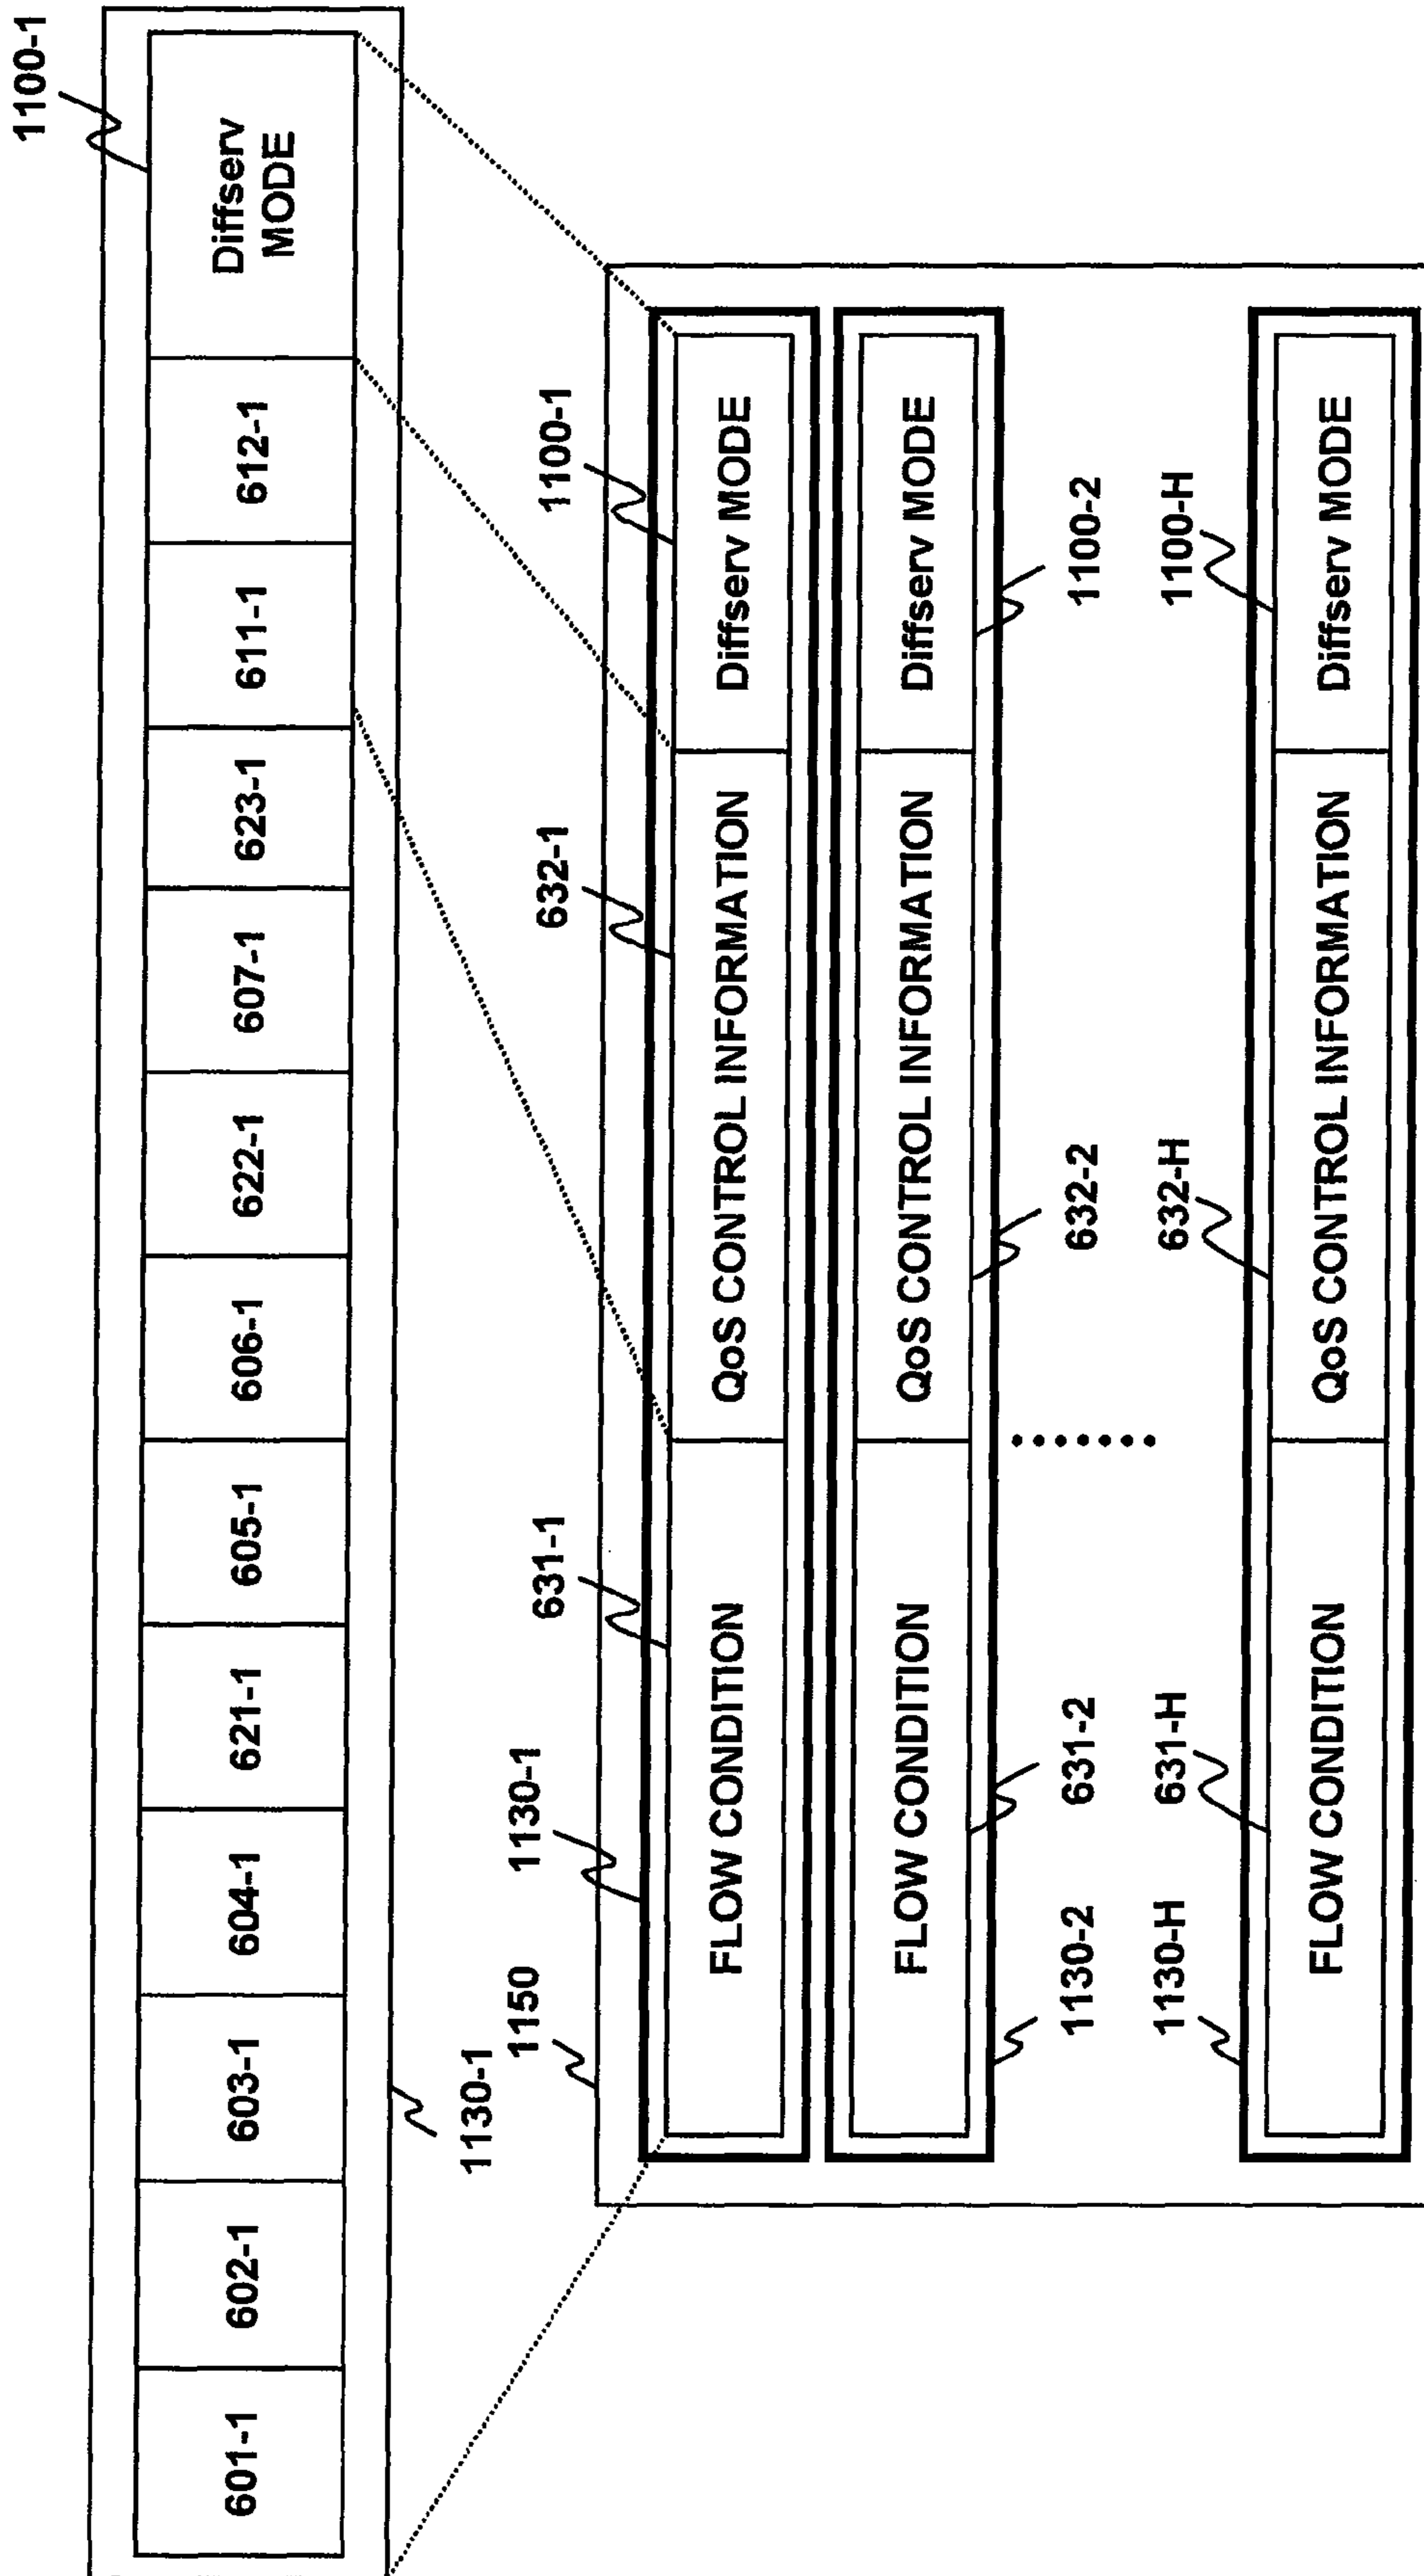 1100-1
601-1 602-1 603-1 604-1 621-1 605-1 606-1 622-1 607-1 623-1 611-1 612-1 Diffserv
MODE
1130-1
1150 1130-1 631-1 632-1 1100-1
FLOW CONDITION QoS CONTROL INFORMATION Diffserv MODE
FLOW CONDITION QoS CONTROL INFORMATION Diffserv MODE
1130-2 631-2 632-2 1100-2
1130-H 631-H 632-H 1100-H
FLOW CONDITION QoS CONTROL INFORMATION Diffserv MODE